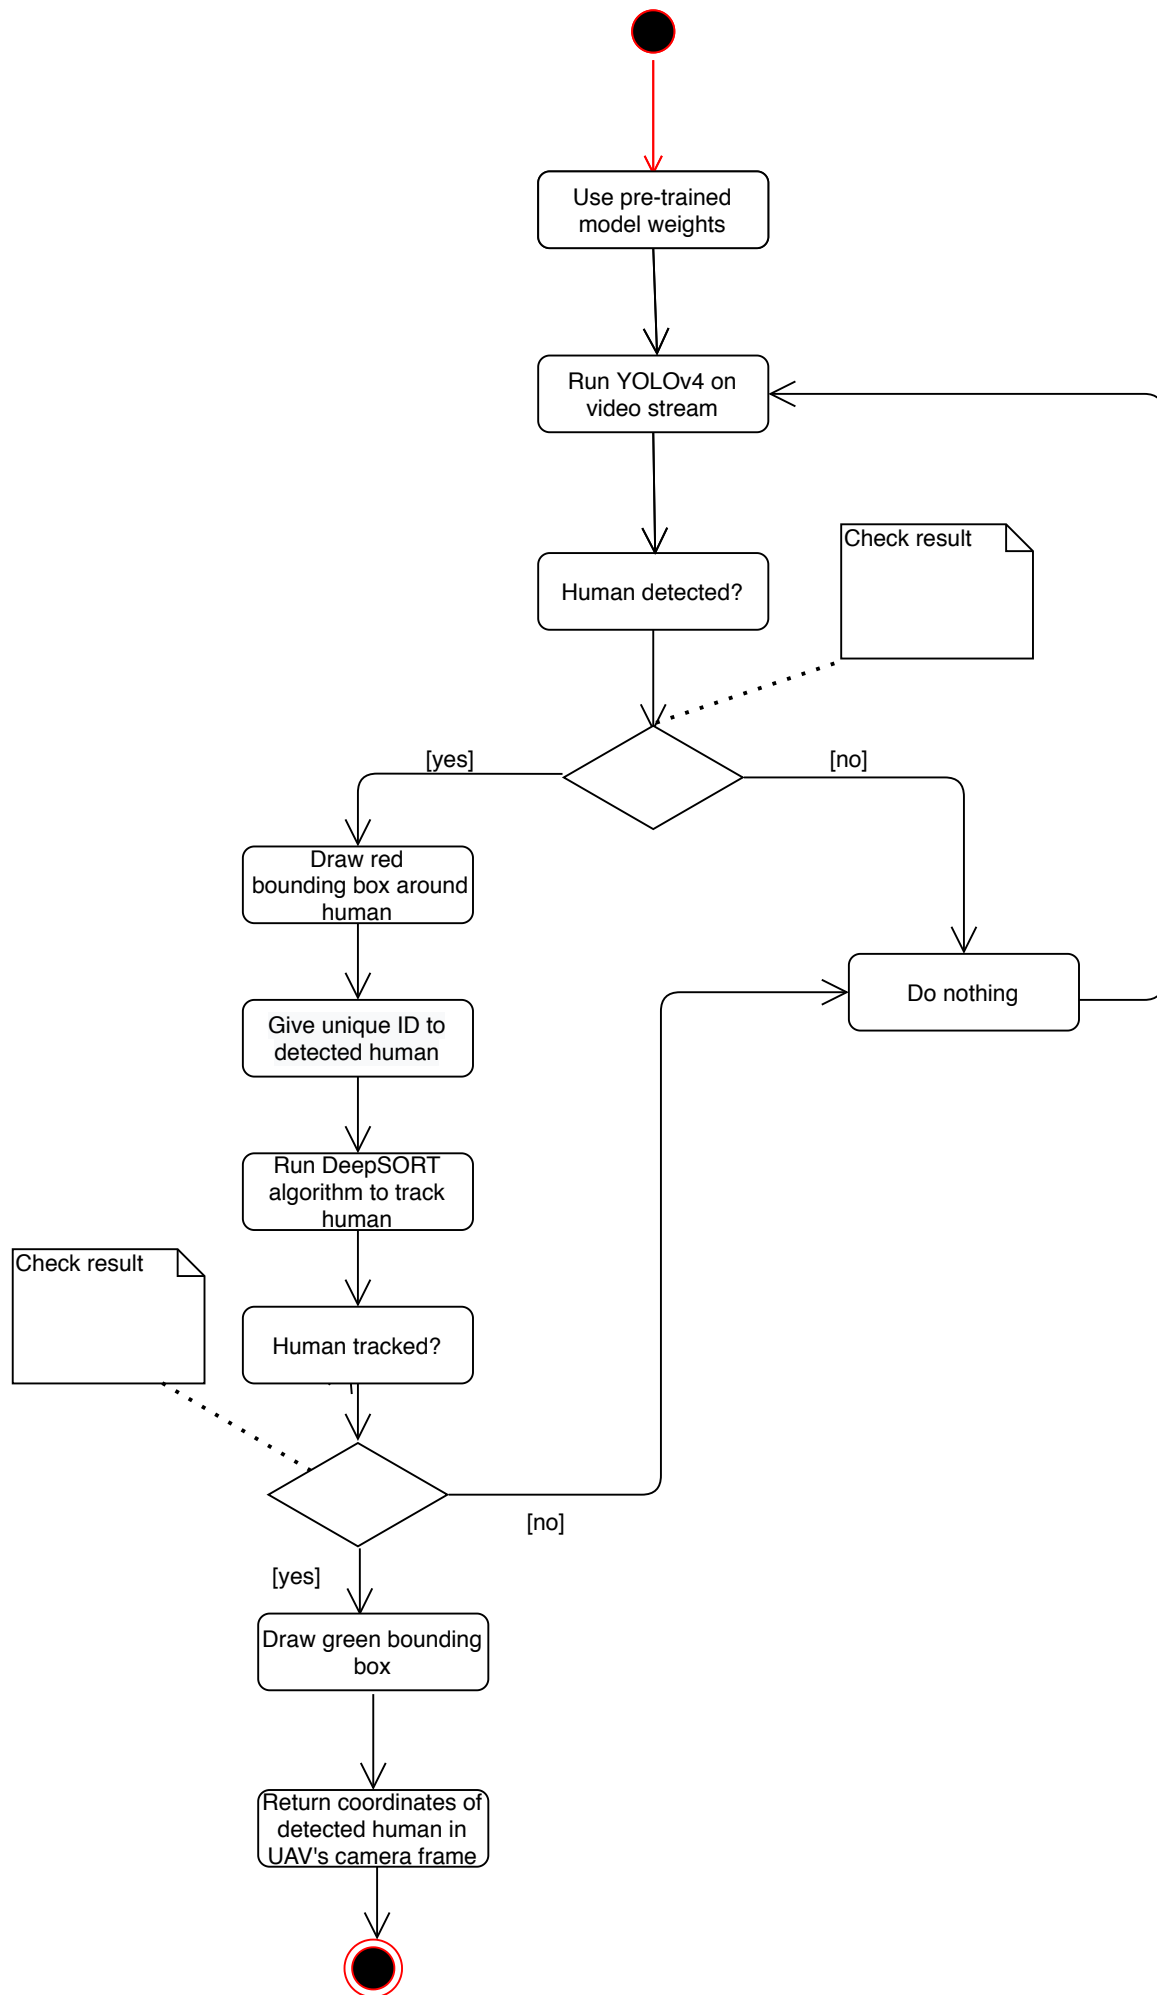 Use pre-trained
model weights
Run YOLOv4 on
video stream
Check result
Human detected?
[yes]
[no]
Draw red
bounding box around
human
Do nothing
Give unique ID to
detected human
Run DeepSORT
algorithm to track
human
Check result
Human tracked?
[no]
[yes]
Draw green bounding
box
Return coordinates of
detected human in
UAV's camera frame